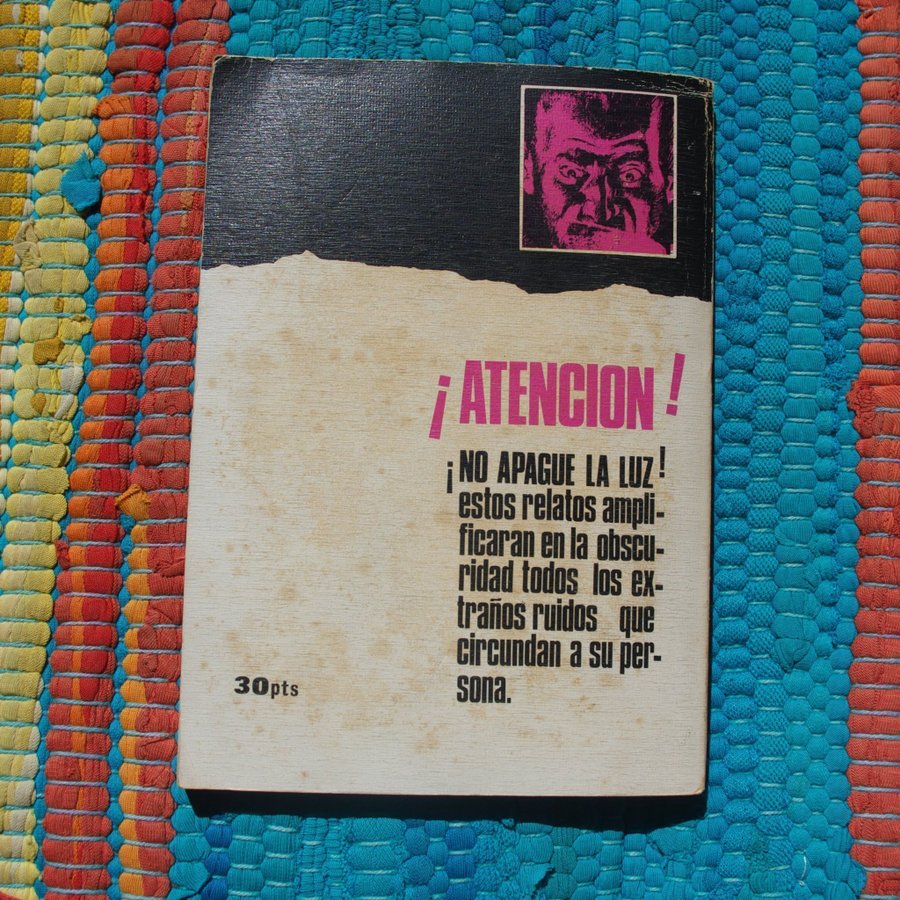 ¡ATENCION!
¡NO APAGUE LA LUZ!
estos relatos ampli-
ficaran en la obscu-
ridad todos los ex-
traños ruidos que
circundan a su per-
sona.
30pts